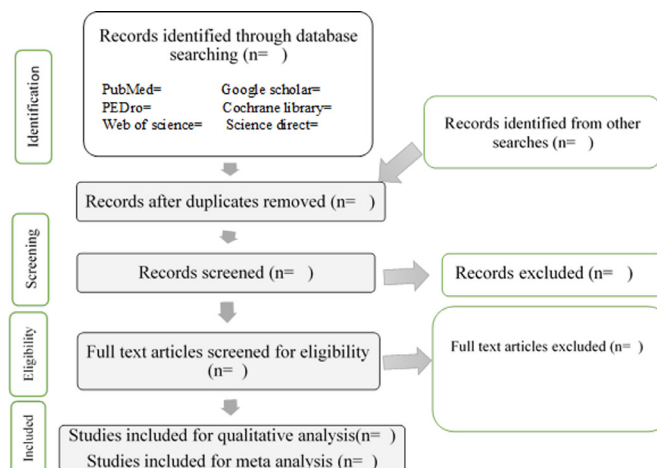 Records identified through database
searching (n=   )
PubMed=   Google scholar=
PEDro=   Cochrane library=
Web of science=   Science direct=
Identification
Records identified from other
searches (n=   )
Records after duplicates removed (n=   )
Screening
Records screened (n=   )
Records excluded (n=   )
Eligibility
Full text articles screened for eligibility
(n=   )
Full text articles excluded (n=   )
Included
Studies included for qualitative analysis(n=   )
Studies included for meta analysis (n=   )